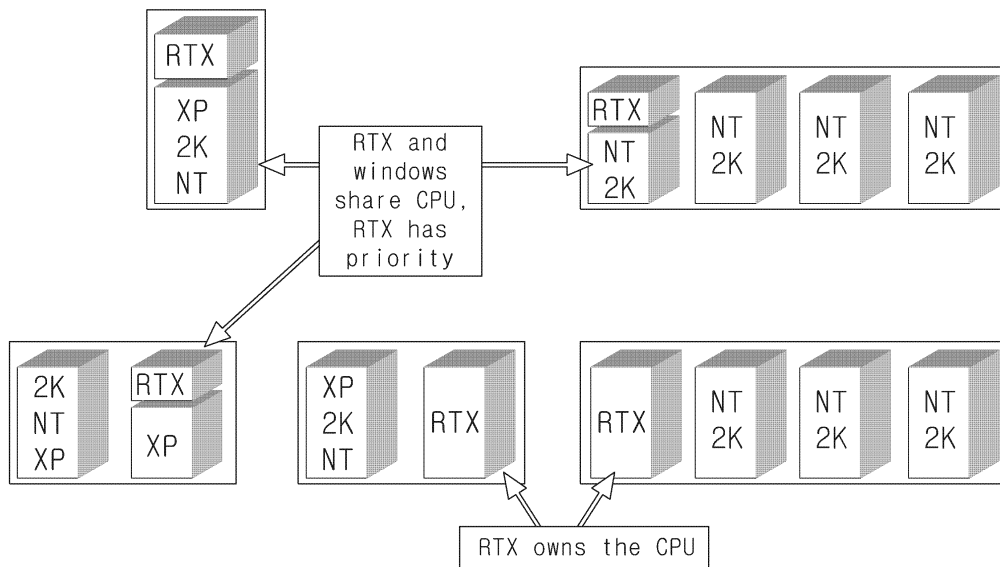 RTX
XP
2K
NT
RTX and
windows
share CPU,
RTX has
priority
RTX
NT
2K
NT
2K
NT
2K
NT
2K
2K
NT
XP
RTX
XP
XP
2K
NT
RTX
RTX
NT
2K
NT
2K
NT
2K
RTX owns the CPU